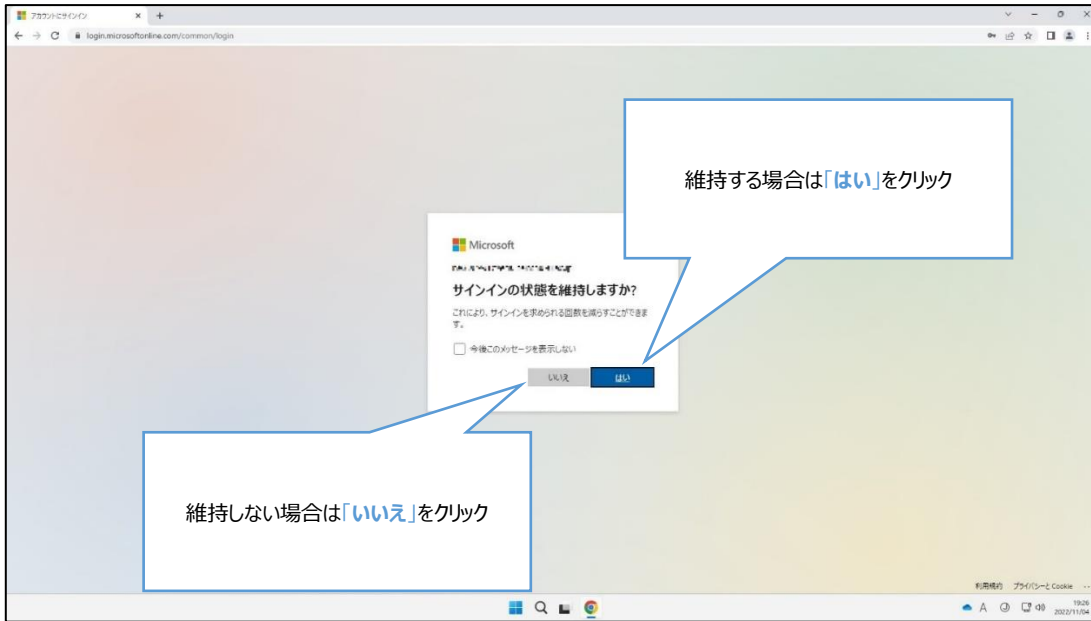 アカウントにサインイン
login.microsoftonline.com/common/login
維持する場合は「はい」をクリック
Microsoft
サインインの状態を維持しますか?
これにより、サインインを求められる回数を減らすことができま
す。
今後このメッセージを表示しない
いいえ
はい
維持しない場合は「いいえ」をクリック
利用規約 プライバシーと Cookie ...
A
19:26
2022/11/04